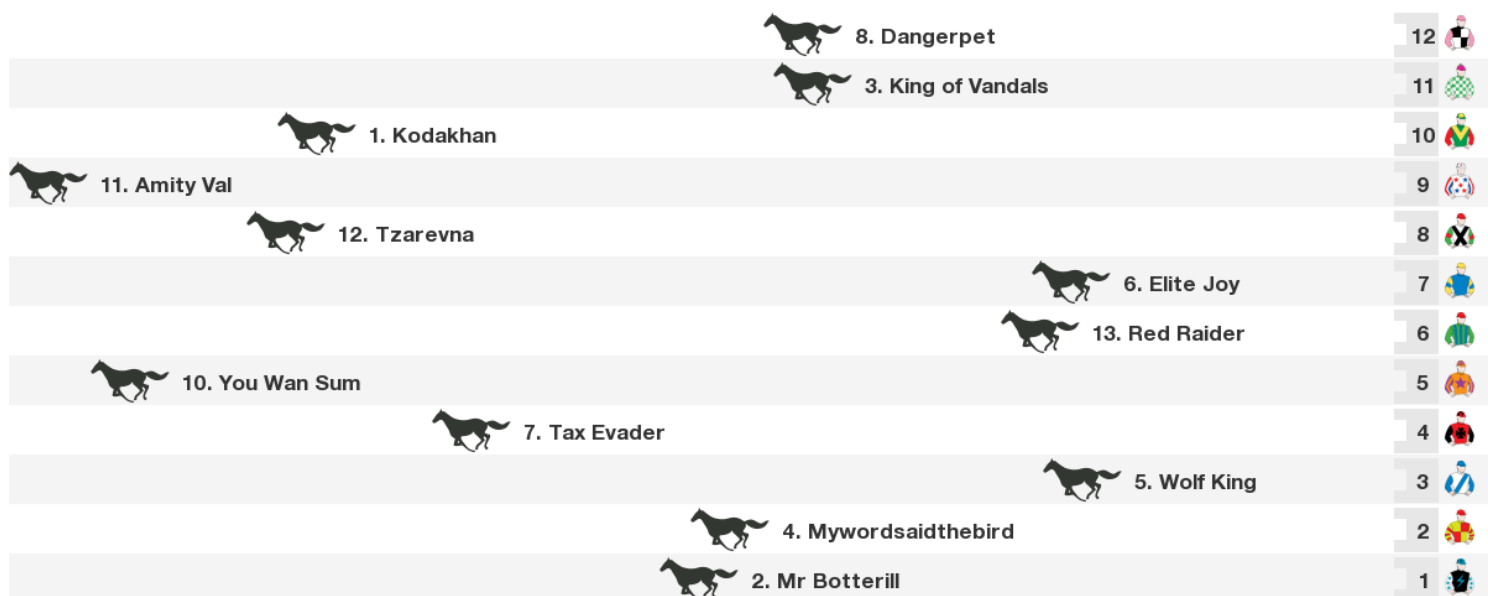 8. Dangerpet 12
3. King of Vandals 11
1. Kodakhan 10
11. Amity Val 9
12. Tzarevna 8
6. Elite Joy 7
13. Red Raider 6
10. You Wan Sum 5
7. Tax Evader 4
5. Wolf King 3
4. Mywordsaidthebird 2
2. Mr Botterill 1